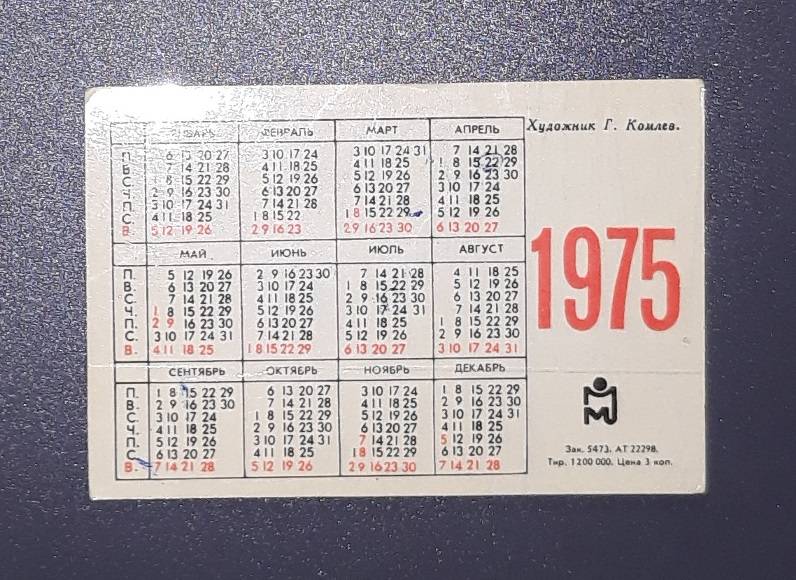 ЯНВАРЬ ФЕВРАЛЬ МАРТ АПРЕЛЬ Художник Г. Комлев.
П. 6 13 20 27 3 10 17 24 3 10 17 24 31 7 14 21 28
В. 7 14 21 28 4 11 18 25 4 11 18 25 1 8 15 22 29
С. 1 8 15 22 29 5 12 19 26 5 12 19 26 2 9 16 23 30
Ч. 2 9 16 23 30 6 13 20 27 6 13 20 27 3 10 17 24
П. 3 10 17 24 31 7 14 21 28 7 14 21 28 4 11 18 25
С. 4 11 18 25 1 8 15 22 1 8 15 22 29 5 12 19 26
В. 5 12 19 26 2 9 16 23 2 9 16 23 30 6 13 20 27
МАЙ ИЮНЬ ИЮЛЬ АВГУСТ
П. 5 12 19 26 2 9 16 23 30 7 14 21 28 4 11 18 25
В. 6 13 20 27 3 10 17 24 1 8 15 22 29 5 12 19 26
С. 7 14 21 28 4 11 18 25 2 9 16 23 30 6 13 20 27
Ч. 1 8 15 22 29 5 12 19 26 3 10 17 24 31 7 14 21 28
П. 2 9 16 23 30 6 13 20 27 4 11 18 25 1 8 15 22 29
С. 3 10 17 24 31 7 14 21 28 5 12 19 26 2 9 16 23 30
В. 4 11 18 25 1 8 15 22 29 6 13 20 27 3 10 17 24 31
1975
СЕНТЯБРЬ ОКТЯБРЬ НОЯБРЬ ДЕКАБРЬ
П. 1 8 15 22 29 6 13 20 27 3 10 17 24 1 8 15 22 29
В. 2 9 16 23 30 7 14 21 28 4 11 18 25 2 9 16 23 30
С. 3 10 17 24 1 8 15 22 29 5 12 19 26 3 10 17 24 31
Ч. 4 11 18 25 2 9 16 23 30 6 13 20 27 4 11 18 25
П. 5 12 19 26 3 10 17 24 31 7 14 21 28 5 12 19 26
С. 6 13 20 27 4 11 18 25 1 8 15 22 29 6 13 20 27
В. 7 14 21 28 5 12 19 26 2 9 16 23 30 7 14 21 28
Зак. 5473. АТ 22298.
Тир. 1 200 000. Цена 3 коп.